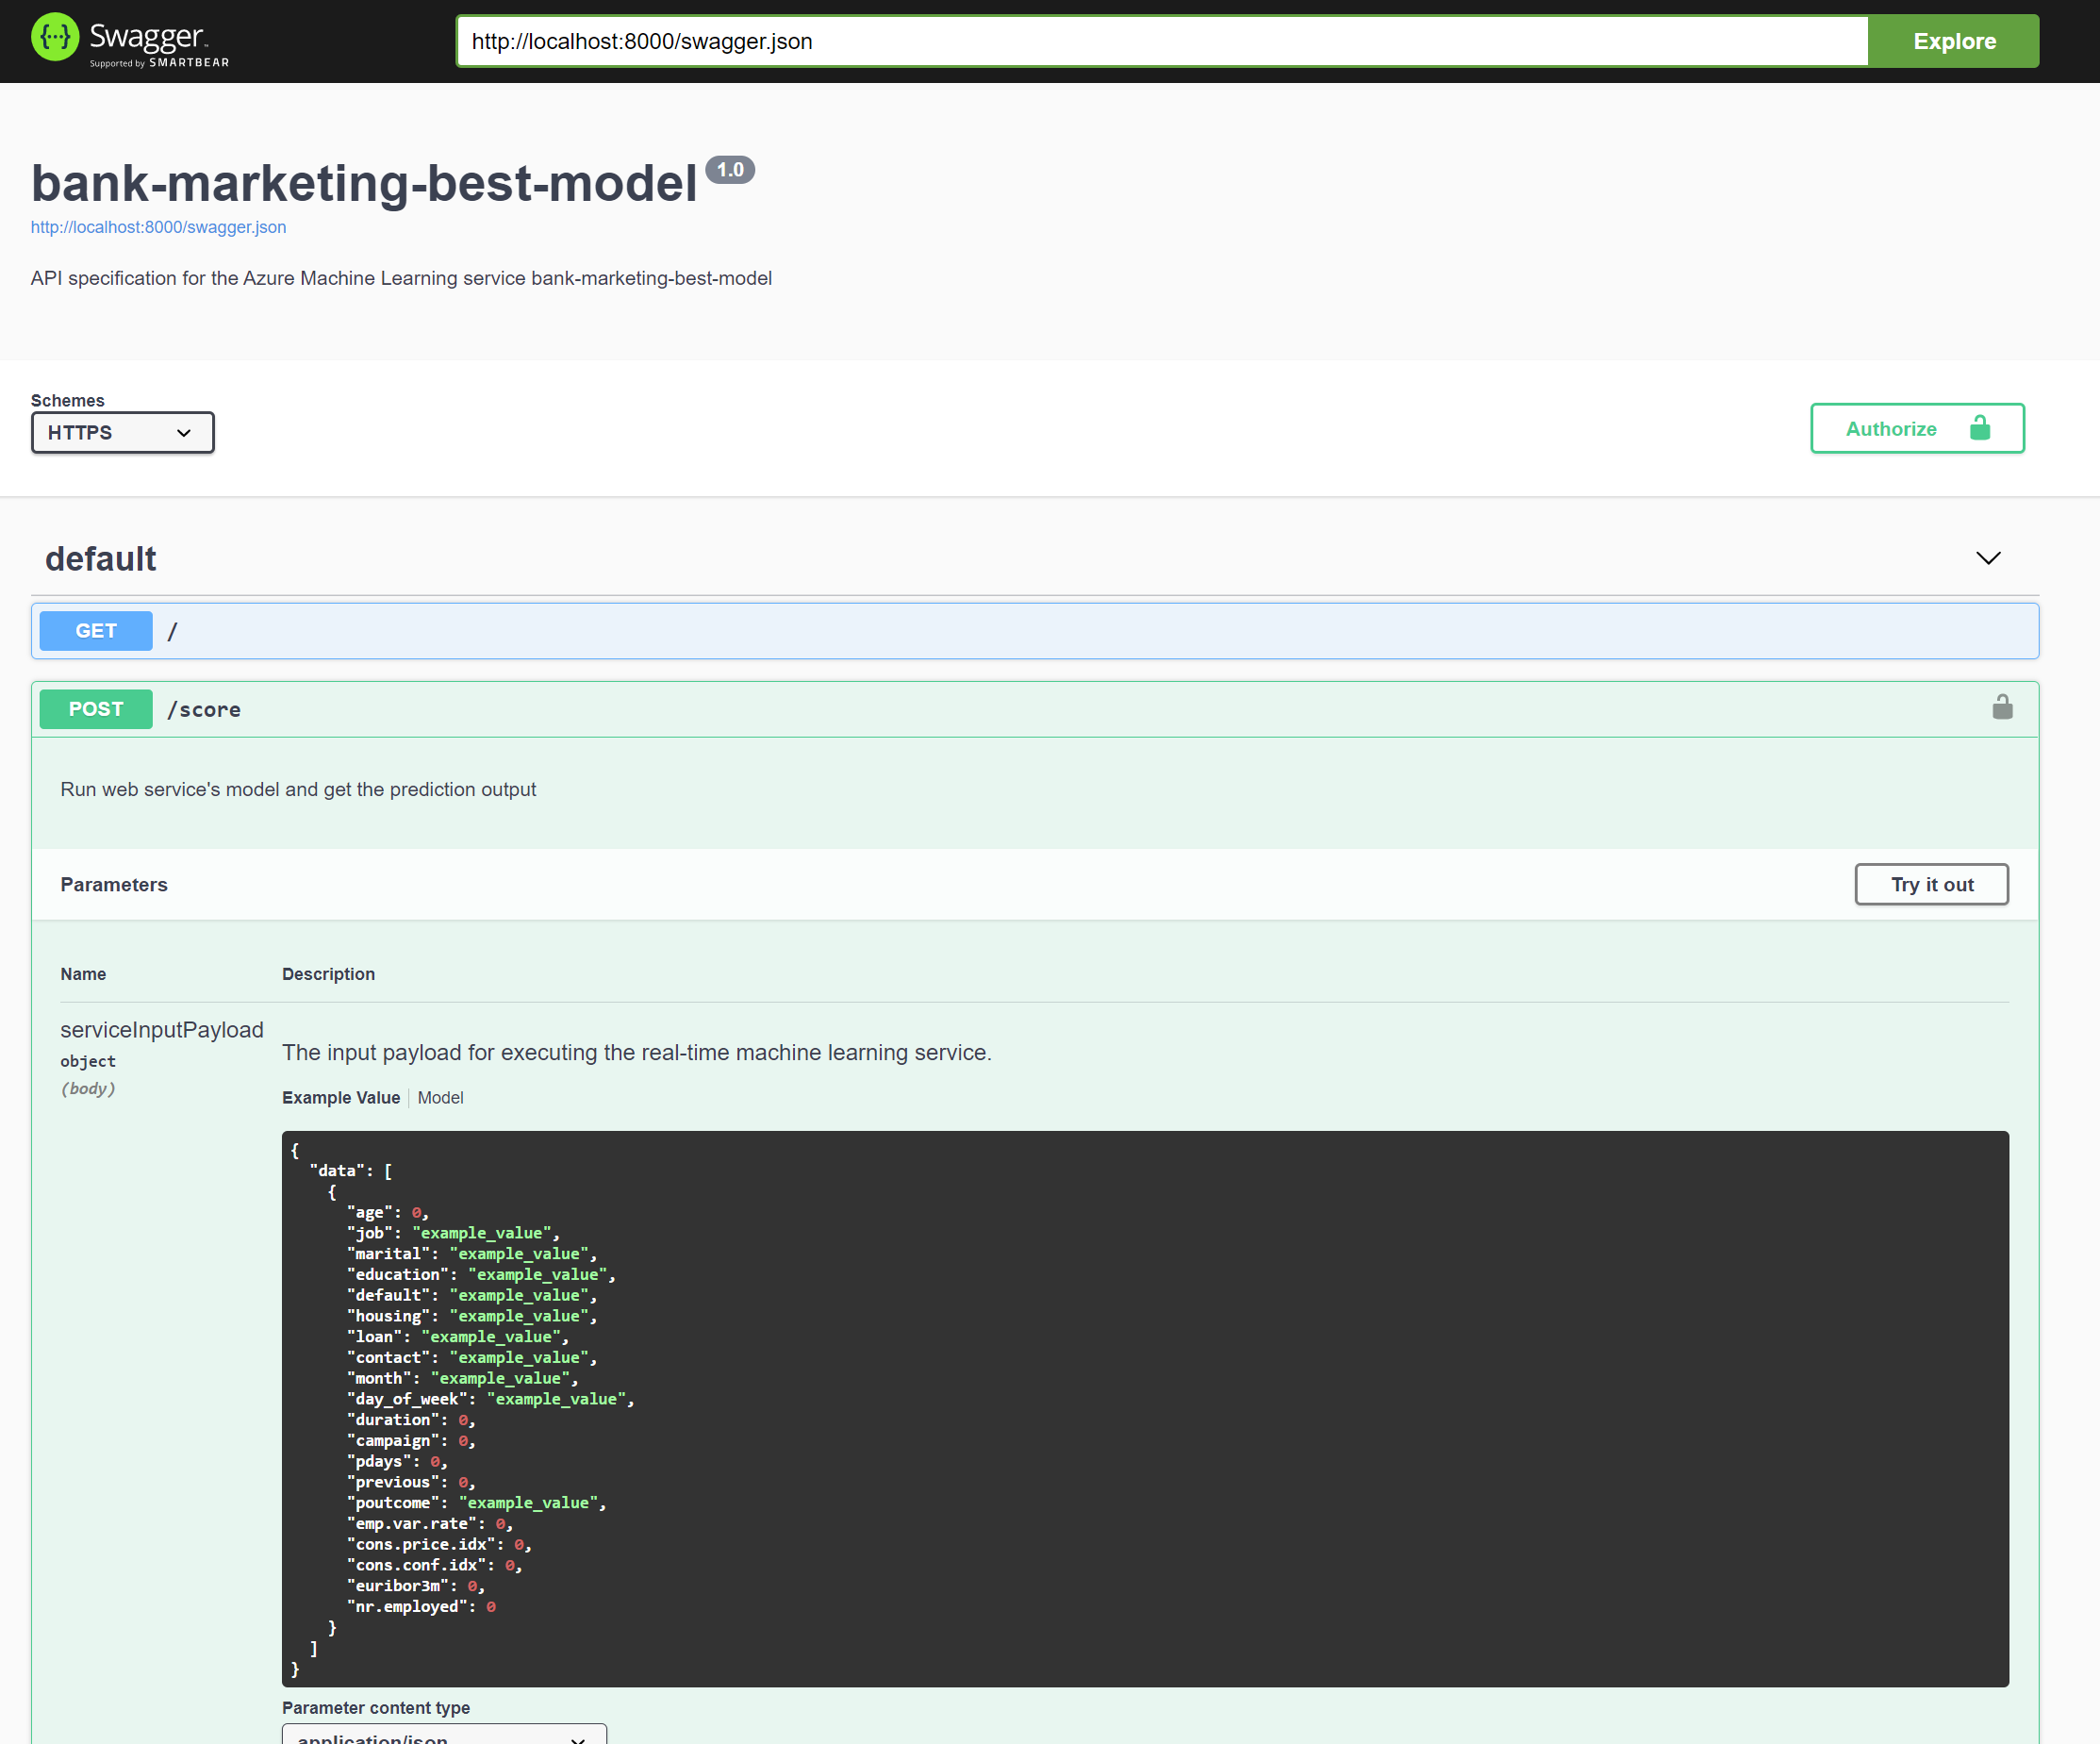 {···} Swagger™
Supported by SMARTBEAR
http://localhost:8000/swagger.json
Explore
bank-marketing-best-model 1.0
http://localhost:8000/swagger.json
API specification for the Azure Machine Learning service bank-marketing-best-model
Schemes
HTTPS
Authorize
default
GET /
POST /score
Run web service's model and get the prediction output
Parameters
Try it out
Name Description
serviceInputPayload
object
(body)
The input payload for executing the real-time machine learning service.
Example Value Model
{
  "data": [
    {
      "age": 0,
      "job": "example_value",
      "marital": "example_value",
      "education": "example_value",
      "default": "example_value",
      "housing": "example_value",
      "loan": "example_value",
      "contact": "example_value",
      "month": "example_value",
      "day_of_week": "example_value",
      "duration": 0,
      "campaign": 0,
      "pdays": 0,
      "previous": 0,
      "poutcome": "example_value",
      "emp.var.rate": 0,
      "cons.price.idx": 0,
      "cons.conf.idx": 0,
      "euribor3m": 0,
      "nr.employed": 0
    }
  ]
}
Parameter content type
application/json